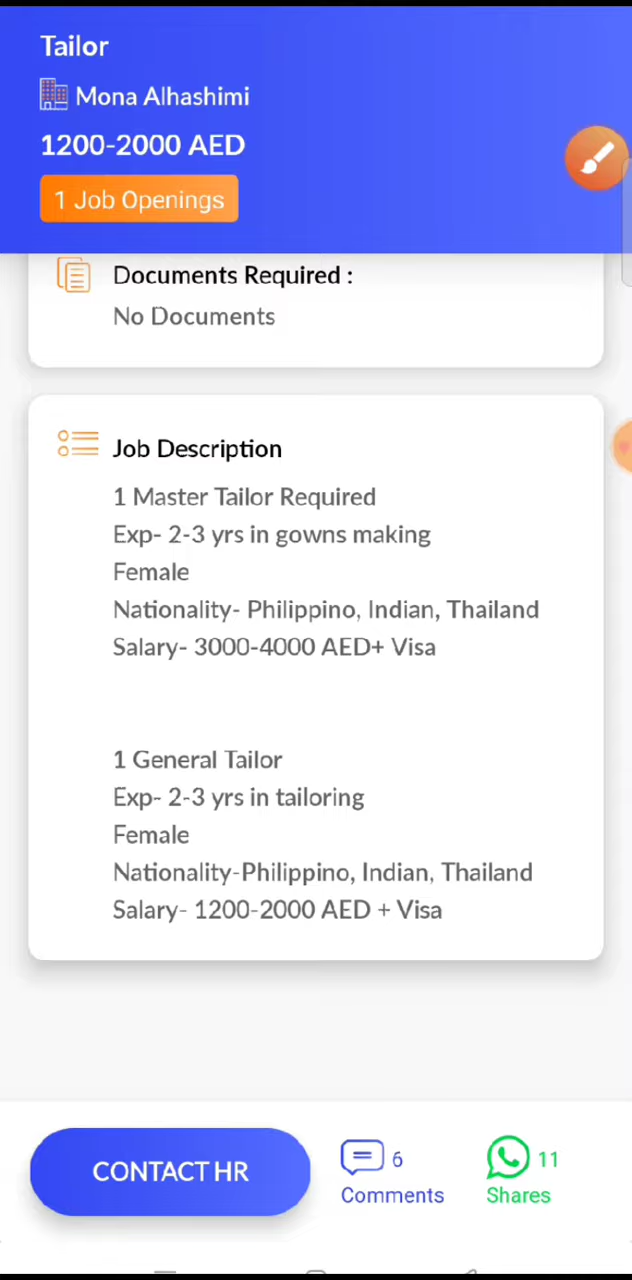 Tailor
Mona Alhashimi
1200-2000 AED
1 Job Openings
Documents Required :
No Documents
Job Description
1 Master Tailor Required
Exp- 2-3 yrs in gowns making
Female
Nationality- Philippino, Indian, Thailand
Salary- 3000-4000 AED+ Visa
1 General Tailor
Exp- 2-3 yrs in tailoring
Female
Nationality-Philippino, Indian, Thailand
Salary- 1200-2000 AED + Visa
CONTACT HR
6
Comments
11
Shares